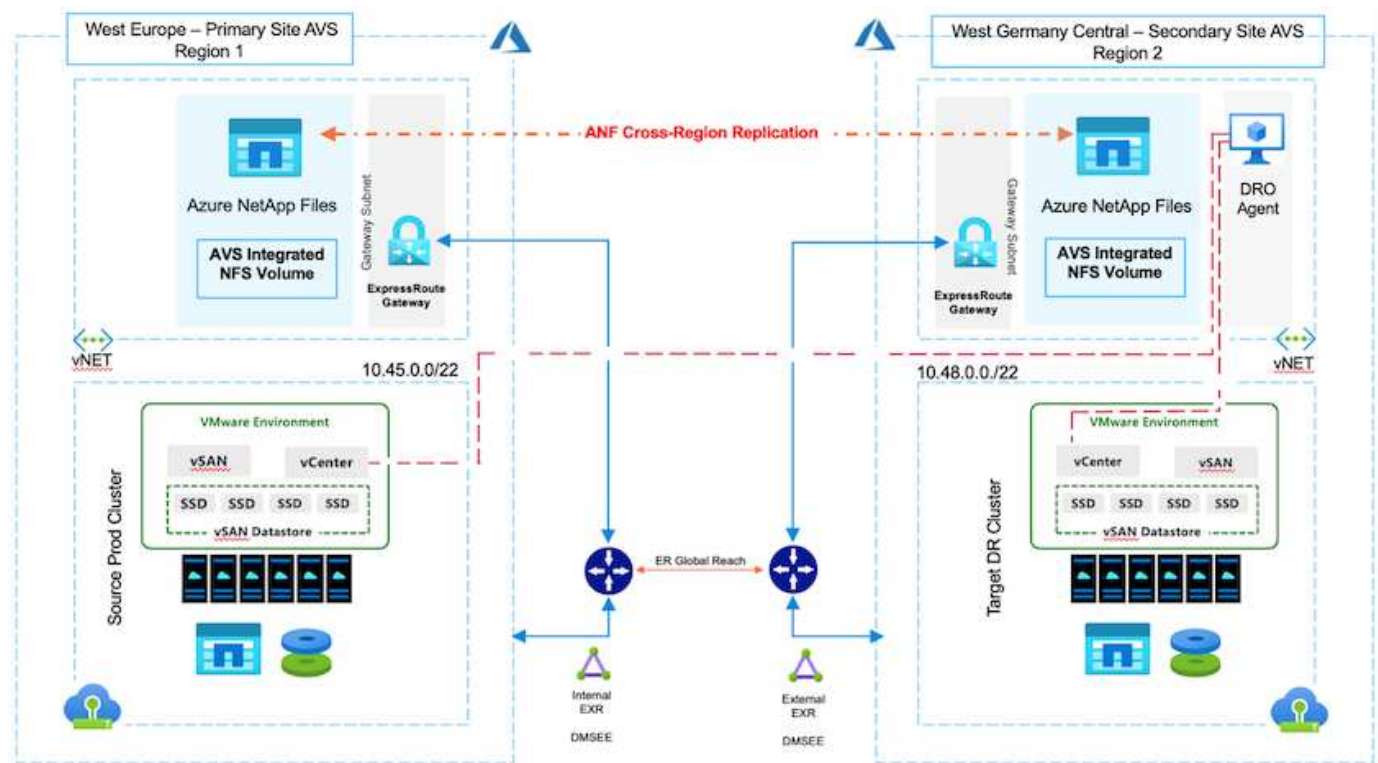 West Europe – Primary Site AVS
Region 1
West Germany Central – Secondary Site AVS
Region 2
ANF Cross-Region Replication
Azure NetApp Files
AVS Integrated
NFS Volume
Gateway Subnet
ExpressRoute
Gateway
Gateway Subnet
ExpressRoute
Gateway
Azure NetApp Files
AVS Integrated
NFS Volume
DRO
Agent
vNET
vNET
10.45.0.0/22
10.48.0.0./22
Source Prod Cluster
VMware Environment
vSAN
vCenter
SSD SSD SSD SSD
vSAN Datastore
ER Global Reach
Target DR Cluster
VMware Environment
vCenter
vSAN
SSD SSD SSD SSD
vSAN Datastore
Internal
EXR
DMSEE
External
EXR
DMSEE